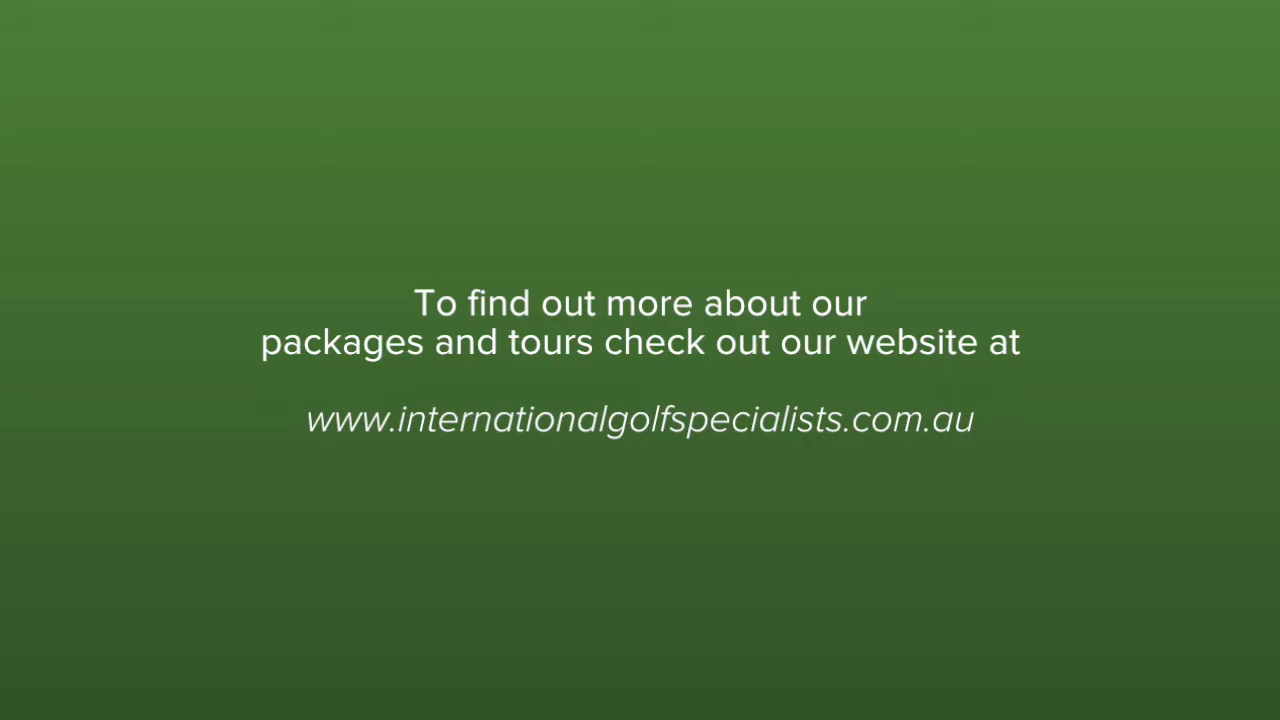 To find out more about our
packages and tours check out our website at
www.internationalgolfspecialists.com.au